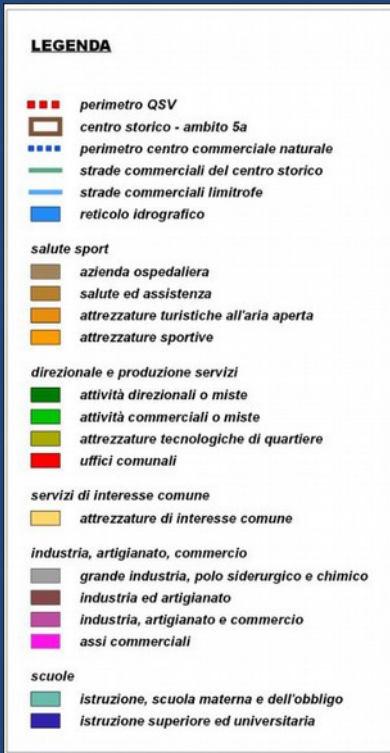 LEGENDA
perimetro QSV
centro storico - ambito 5a
perimetro centro commerciale naturale
strade commerciali del centro storico
strade commerciali limitrofe
reticolo idrografico
salute sport
azienda ospedaliera
salute ed assistenza
attrezzature turistiche all'aria aperta
attrezzature sportive
direzionale e produzione servizi
attività direzionali o miste
attività commerciali o miste
attrezzature tecnologiche di quartiere
uffici comunali
servizi di interesse comune
attrezzature di interesse comune
industria, artigianato, commercio
grande industria, polo siderurgico e chimico
industria ed artigianato
industria, artigianato e commercio
assi commerciali
scuole
istruzione, scuola materna e dell'obbligo
istruzione superiore ed universitaria